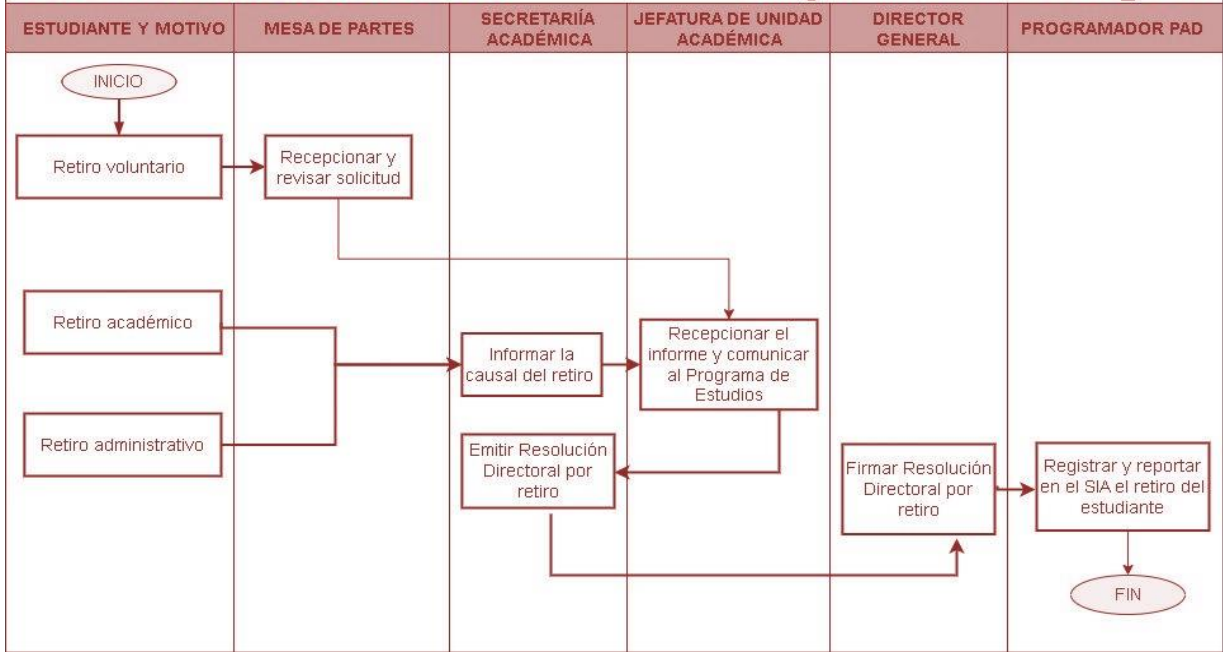 ESTUDIANTE Y MOTIVO
MESA DE PARTES
SECRETARIÍA
ACADÉMICA
JEFATURA DE UNIDAD
ACADÉMICA
DIRECTOR
GENERAL
PROGRAMADOR PAD
INICIO
Retiro voluntario
Recepcionar y
revisar solicitud
Retiro académico
Informar la
causal del retiro
Recepcionar el
informe y comunicar
al Programa de
Estudios
Retiro administrativo
Emitir Resolución
Directoral por
retiro
Firmar Resolución
Directoral por
retiro
Registrar y reportar
en el SIA el retiro del
estudiante
FIN